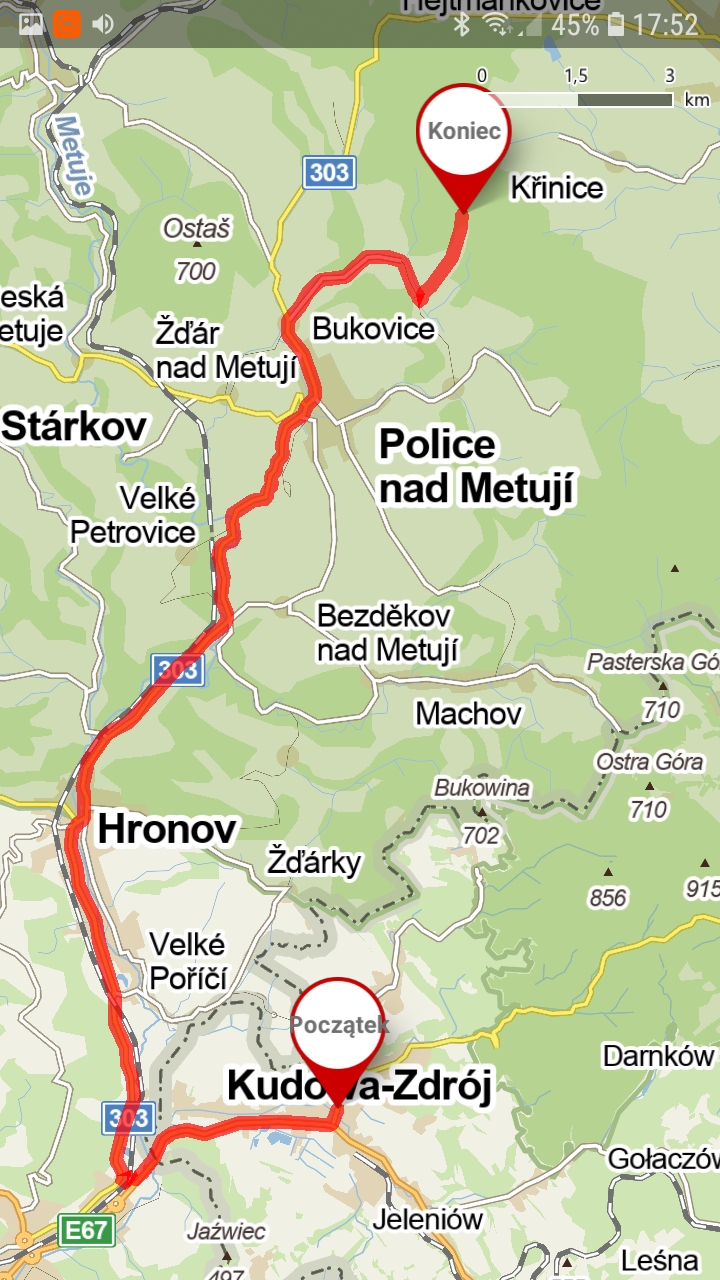 Hejtmánkovice
45% 17:52
0 1,5 3
km
Koniec
Metuje
303
Křinice
Ostaš
700
eská
etuje
Žďár
nad Metují
Bukovice
Stárkov
Police
nad Metují
Velké
Petrovice
Bezděkov
nad Metují
303
Pasterska Gó
710
Machov
Ostra Góra
710
Bukowina
702
Hronov
Žďárky
856
915
Velké
Poříčí
Początek
Kudowa-Zdrój
Darnków
303
Gołaczów
Jeleniów
E67
Jaźwiec
497
Leśna